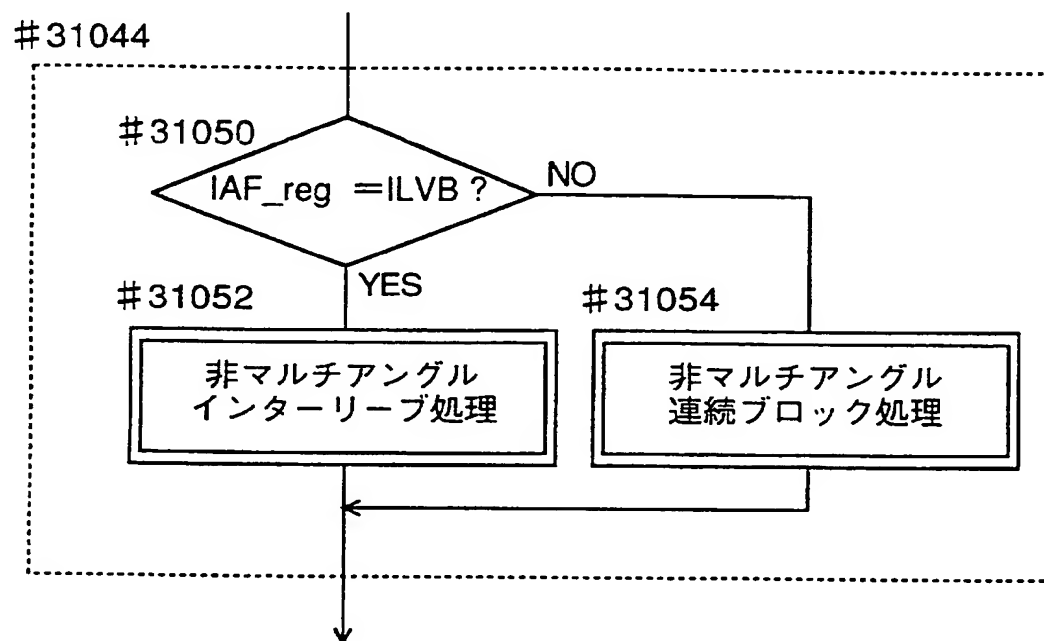 #31044
#31050
IAF_reg =ILVB ?
NO
YES
#31052
#31054
非マルチアングル
インターリーブ処理
非マルチアングル
連続ブロック処理